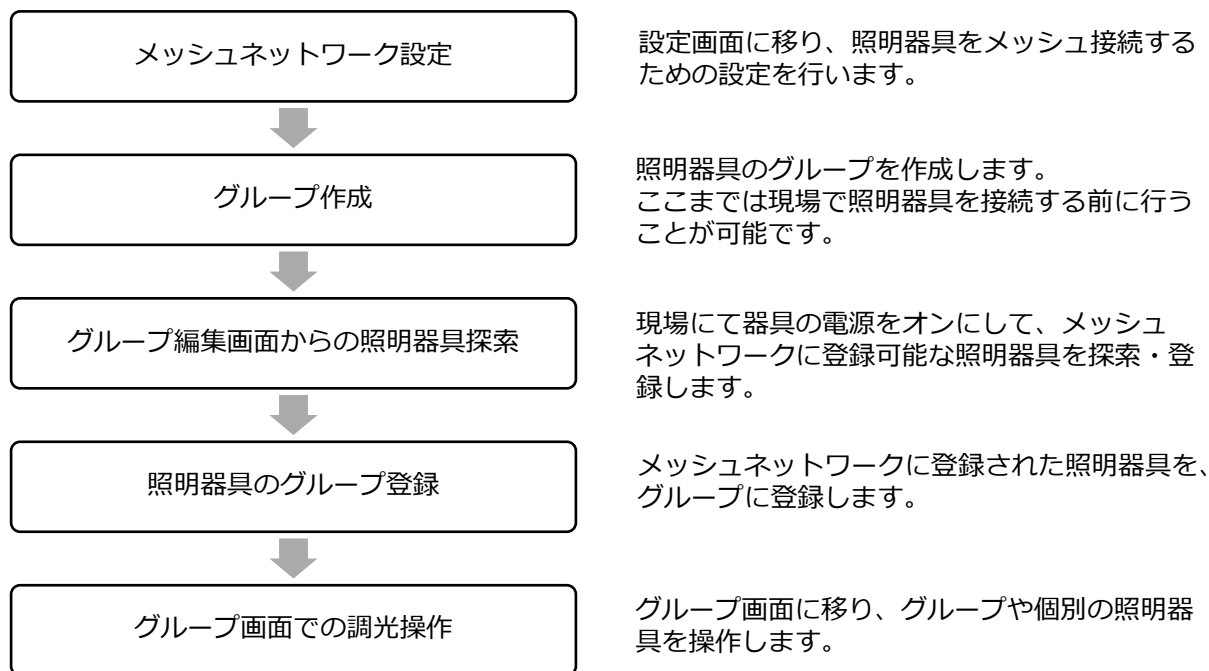 メッシュネットワーク設定
設定画面に移り、照明器具をメッシュ接続する
ための設定を行います。
グループ作成
照明器具のグループを作成します。
ここまでは現場で照明器具を接続する前に行う
ことが可能です。
グループ編集画面からの照明器具探索
現場にて器具の電源をオンにして、メッシュ
ネットワークに登録可能な照明器具を探索・登
録します。
照明器具のグループ登録
メッシュネットワークに登録された照明器具を、
グループに登録します。
グループ画面での調光操作
グループ画面に移り、グループや個別の照明器
具を操作します。